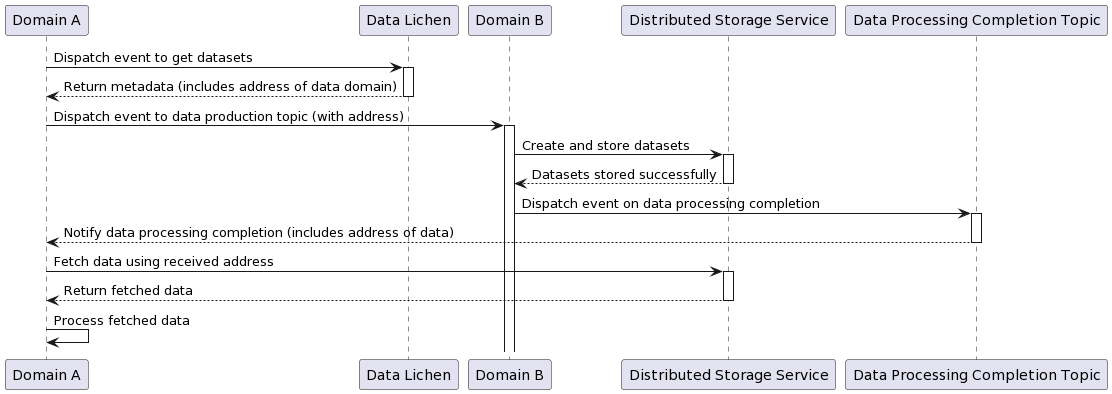 Domain A
Data Lichen
Domain B
Distributed Storage Service
Data Processing Completion Topic
Dispatch event to get datasets
Return metadata (includes address of data domain)
Dispatch event to data production topic (with address)
Create and store datasets
Datasets stored successfully
Dispatch event on data processing completion
Notify data processing completion (includes address of data)
Fetch data using received address
Return fetched data
Process fetched data
Domain A
Data Lichen
Domain B
Distributed Storage Service
Data Processing Completion Topic